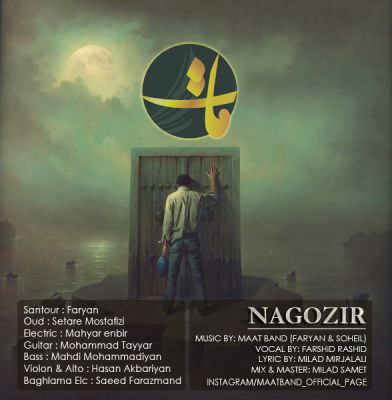 مات
Santour : Faryan
Oud : Setare Mostafizi
Electric : Mahyar enbir
Guitar : Mohammad Tayyar
Bass : Mahdi Mohammadiyan
Violon & Alto : Hasan Akbariyan
Baghlama Elc : Saeed Farazmand
NAGOZIR
MUSIC BY: MAAT BAND (FARYAN & SOHEIL)
VOCAL BY: FARSHID RASHID
LYRIC BY: MILAD MIRJALALI
MIX & MASTER: MILAD SAMET
INSTAGRAM/MAATBAND_OFFICIAL_PAGE